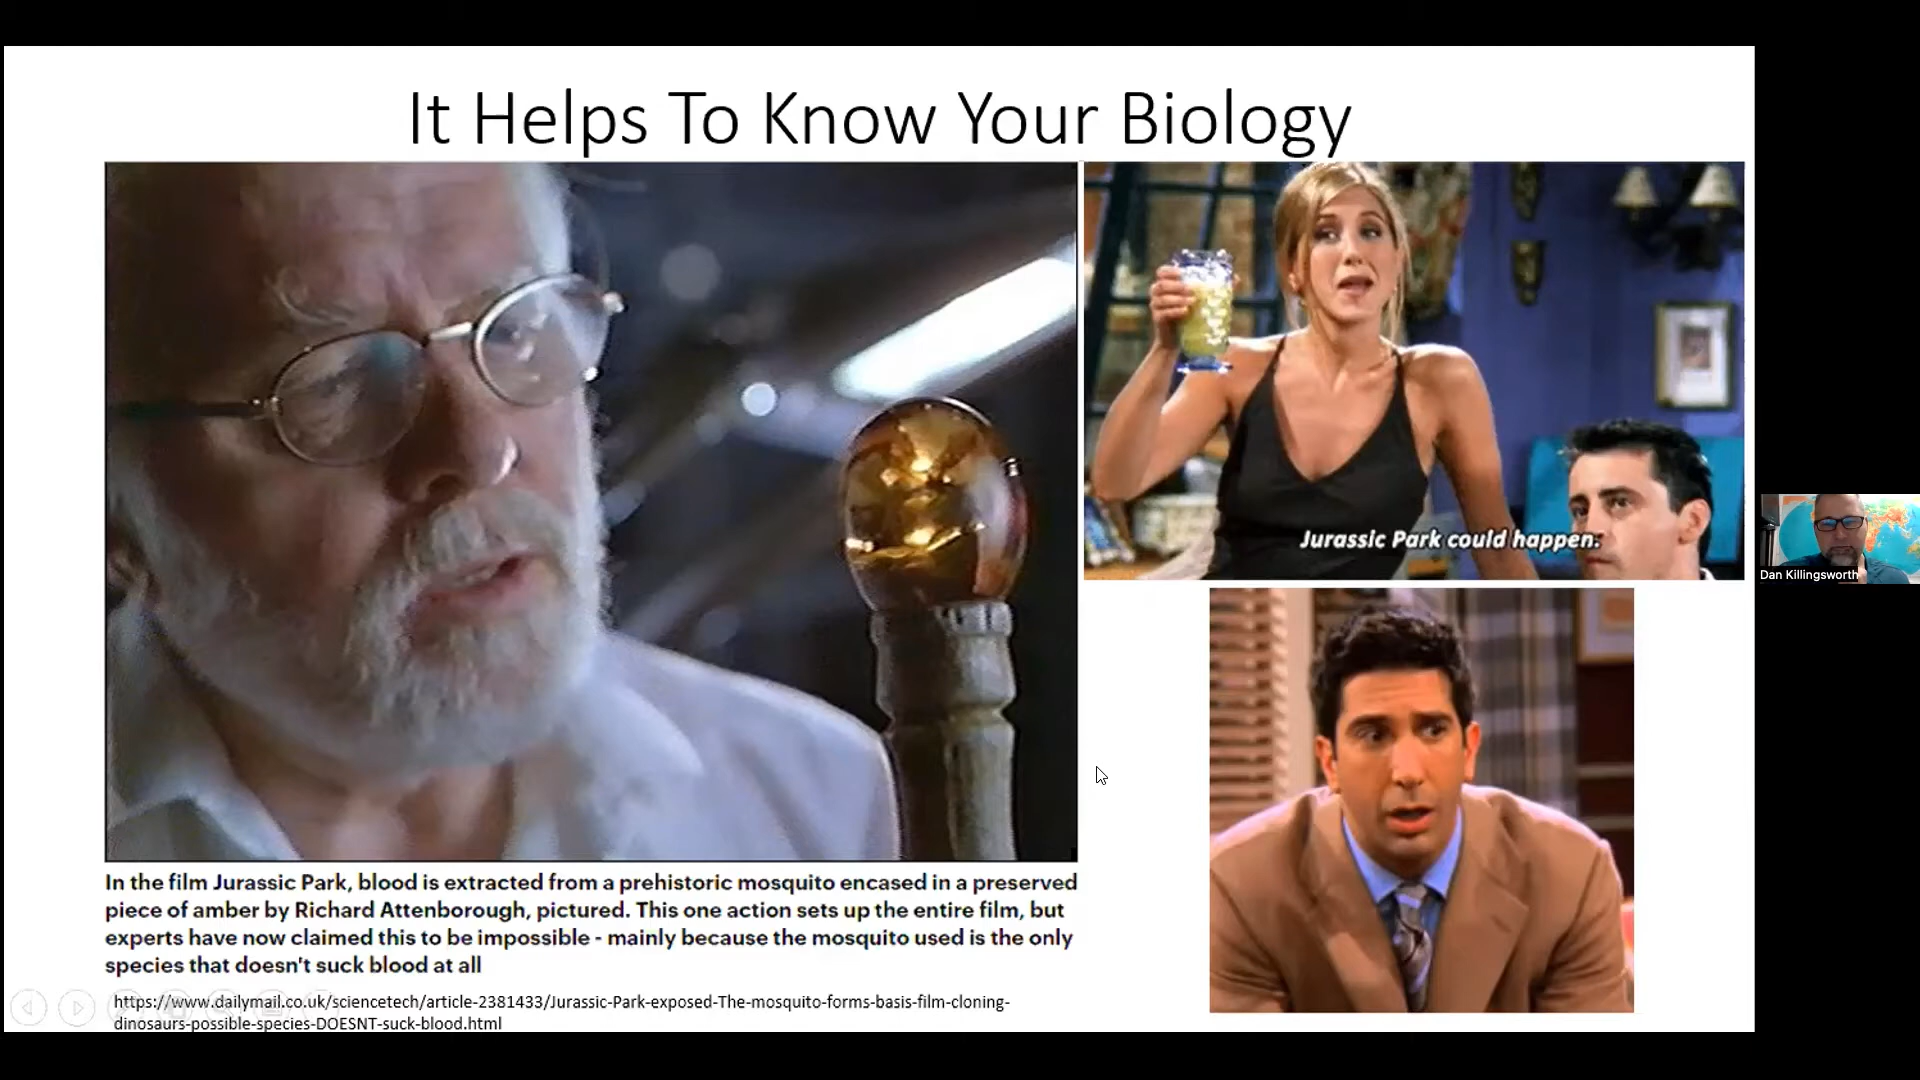 It Helps To Know Your Biology
Jurassic Park could happen.
Dan Killingsworth
In the film Jurassic Park, blood is extracted from a prehistoric mosquito encased in a preserved
piece of amber by Richard Attenborough, pictured. This one action sets up the entire film, but
experts have now claimed this to be impossible - mainly because the mosquito used is the only
species that doesn't suck blood at all
https://www.dailymail.co.uk/sciencetech/article-2381433/Jurassic-Park-exposed-The-mosquito-forms-basis-film-cloning-
dinosaurs-possible-species-DOESNT-suck-blood.html